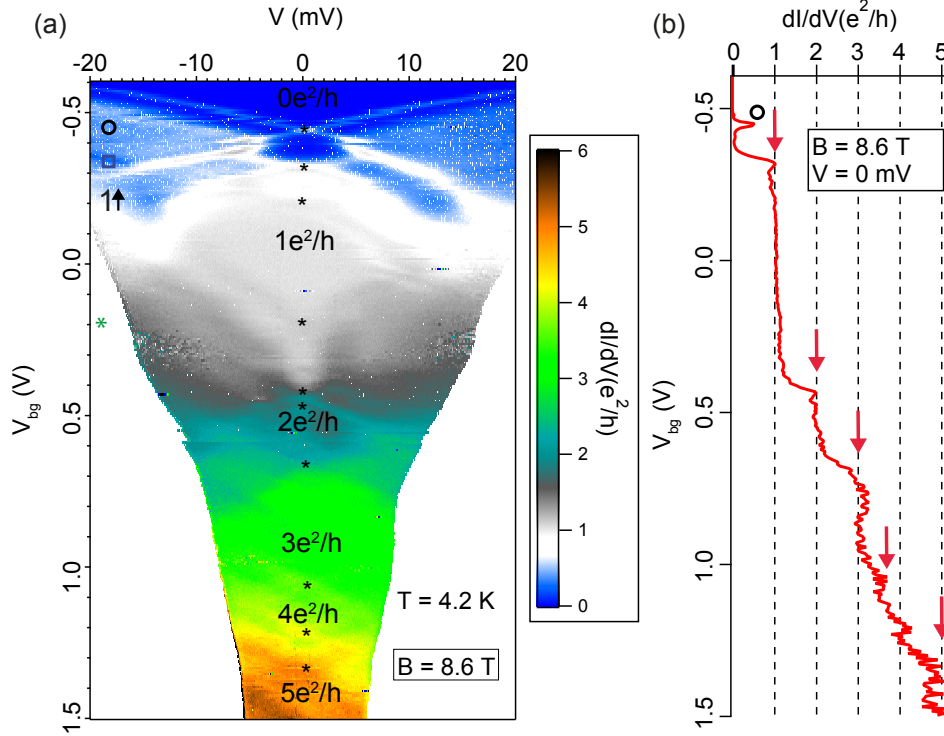 (a)
V (mV)
-20 -10 0 10 20
0e²/h
1
1e²/h
*
2e²/h
3e²/h
4e²/h
5e²/h
T = 4.2 K
B = 8.6 T
-0.5
0.0
0.5
1.0
1.5
V_bg (V)
6
5
4
3
2
1
0
dI/dV(e²/h)
(b)
dI/dV(e²/h)
0 1 2 3 4 5
B = 8.6 T
V = 0 mV
-0.5
0.0
0.5
1.0
1.5
V_bg (V)